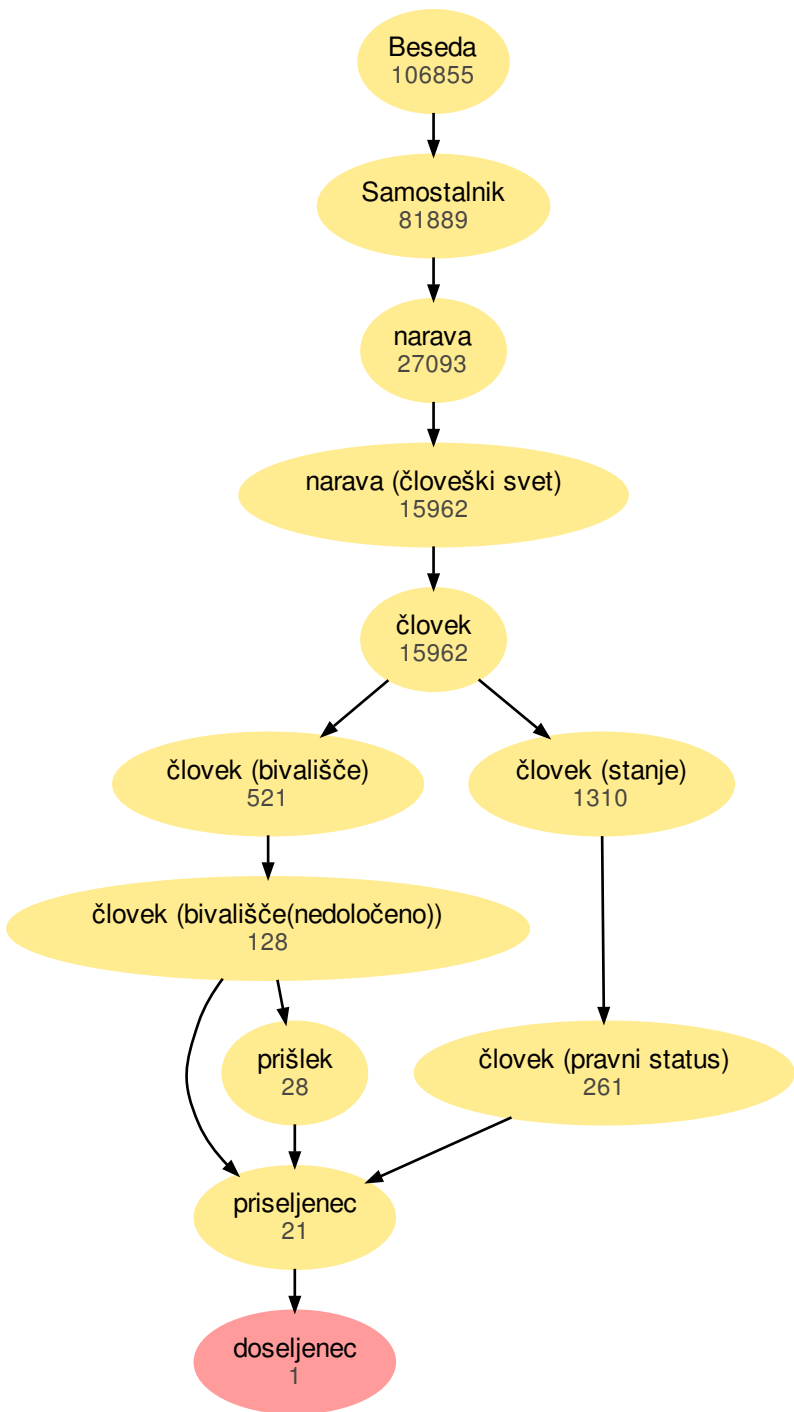 Beseda
106855
Samostalnik
81889
narava
27093
narava (človeški svet)
15962
človek
15962
človek (bivališče)
521
človek (stanje)
1310
človek (bivališče(nedoločeno))
128
prišlek
28
človek (pravni status)
261
priseljenec
21
doseljenec
1